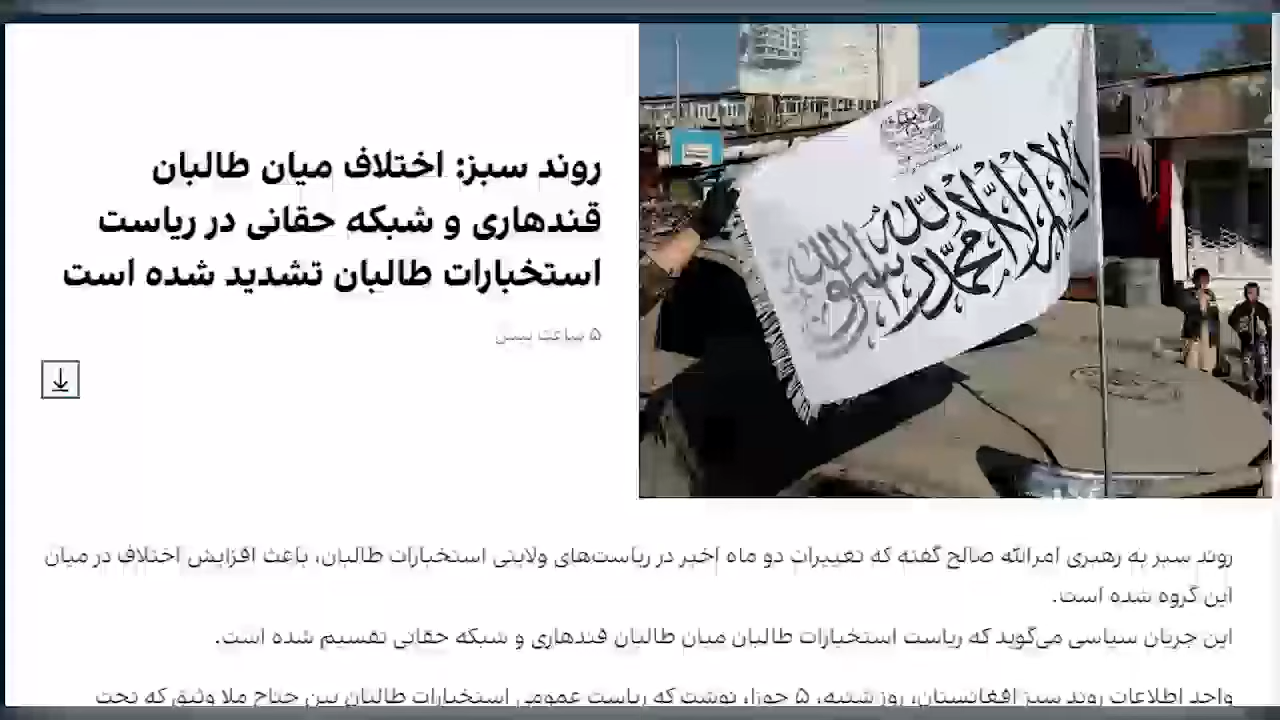 روند سبز: اختلاف میان طالبان
قندهاری و شبکه حقانی در ریاست
استخبارات طالبان تشدید شده است
۵ ساعت پیش
لا اله الا الله محمد رسول الله
روند سبز به رهبری امرالله صالح گفته که تغییرات دو ماه اخیر در ریاست‌های ولایتی استخبارات طالبان، باعث افزایش اختلاف در میان
این گروه شده است.
این جریان سیاسی می‌گوید که ریاست استخبارات طالبان میان طالبان قندهاری و شبکه حقانی تقسیم شده است.
واحد اطلاعات روند سبز افغانستان، روز شنبه، ۵ جوزا، نوشت که ریاست عمومی استخبارات طالبان بین جناح ملا وثیق که تحت